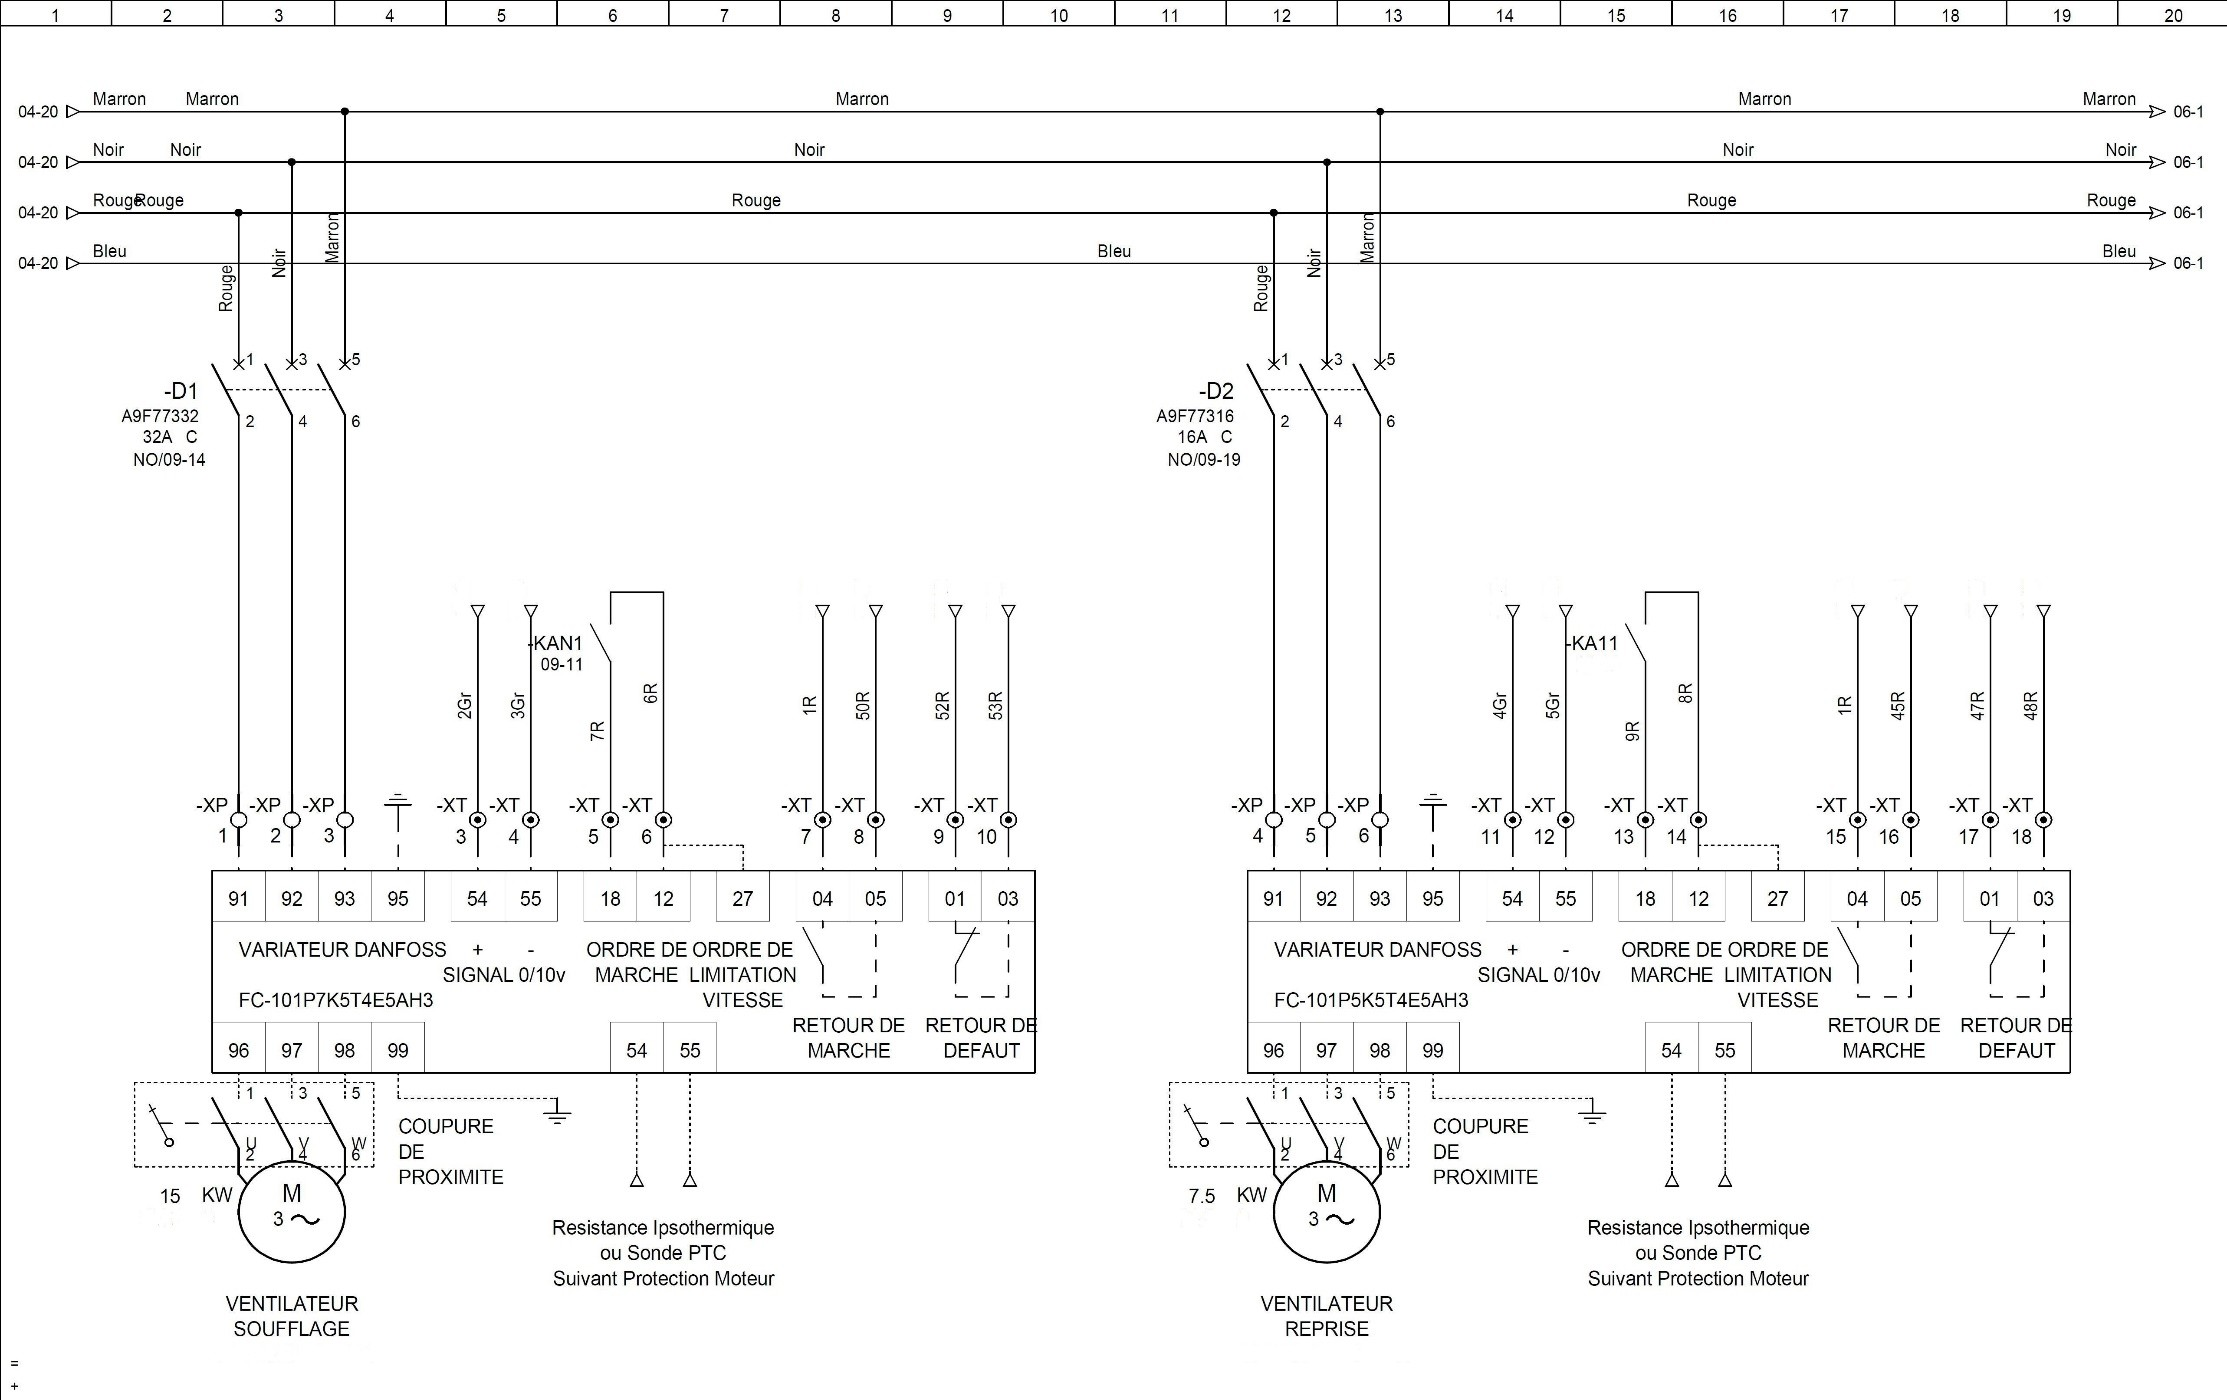 1 2 3 4 5 6 7 8 9 10 11 12 13 14 15 16 17 18 19 20
04-20 Marron Marron Marron Marron Marron 06-1
04-20 Noir Noir Noir Noir Noir 06-1
04-20 Rouge Rouge Rouge Rouge Rouge 06-1
04-20 Bleu Bleu Bleu 06-1
Rouge Noir Marron Rouge Noir Marron
1 3 5 1 3 5
-D1 -D2
A9F77332 2 4 6 A9F77316 2 4 6
32A C 16A C
NO/09-14 NO/09-19
-KAN1 -KA11
09-11
2Gr 3Gr 7R 6R 1R 50R 52R 53R 4Gr 5Gr 9R 8R 1R 45R 47R 48R
-XP -XP -XP -XT -XT -XT -XT -XT -XT -XT -XT -XP -XP -XP -XT -XT -XT -XT -XT -XT -XT -XT
1 2 3 3 4 5 6 7 8 9 10 4 5 6 11 12 13 14 15 16 17 18
91 92 93 95 54 55 18 12 27 04 05 01 03 91 92 93 95 54 55 18 12 27 04 05 01 03
VARIATEUR DANFOSS + - ORDRE DE ORDRE DE VARIATEUR DANFOSS + - ORDRE DE ORDRE DE
SIGNAL 0/10v MARCHE LIMITATION SIGNAL 0/10v MARCHE LIMITATION
FC-101P7K5T4E5AH3 VITESSE FC-101P5K5T4E5AH3 VITESSE
RETOUR DE RETOUR DE RETOUR DE RETOUR DE
96 97 98 99 54 55 MARCHE DEFAUT 96 97 98 99 54 55 MARCHE DEFAUT
1 3 5 1 3 5
COUPURE COUPURE
U V W U V W
2 4 6 DE 2 4 6 DE
PROXIMITE PROXIMITE
15 KW M 7.5 KW M
3 3
Resistance Ipsothermique Resistance Ipsothermique
ou Sonde PTC ou Sonde PTC
Suivant Protection Moteur Suivant Protection Moteur
VENTILATEUR VENTILATEUR
SOUFFLAGE REPRISE
=
+